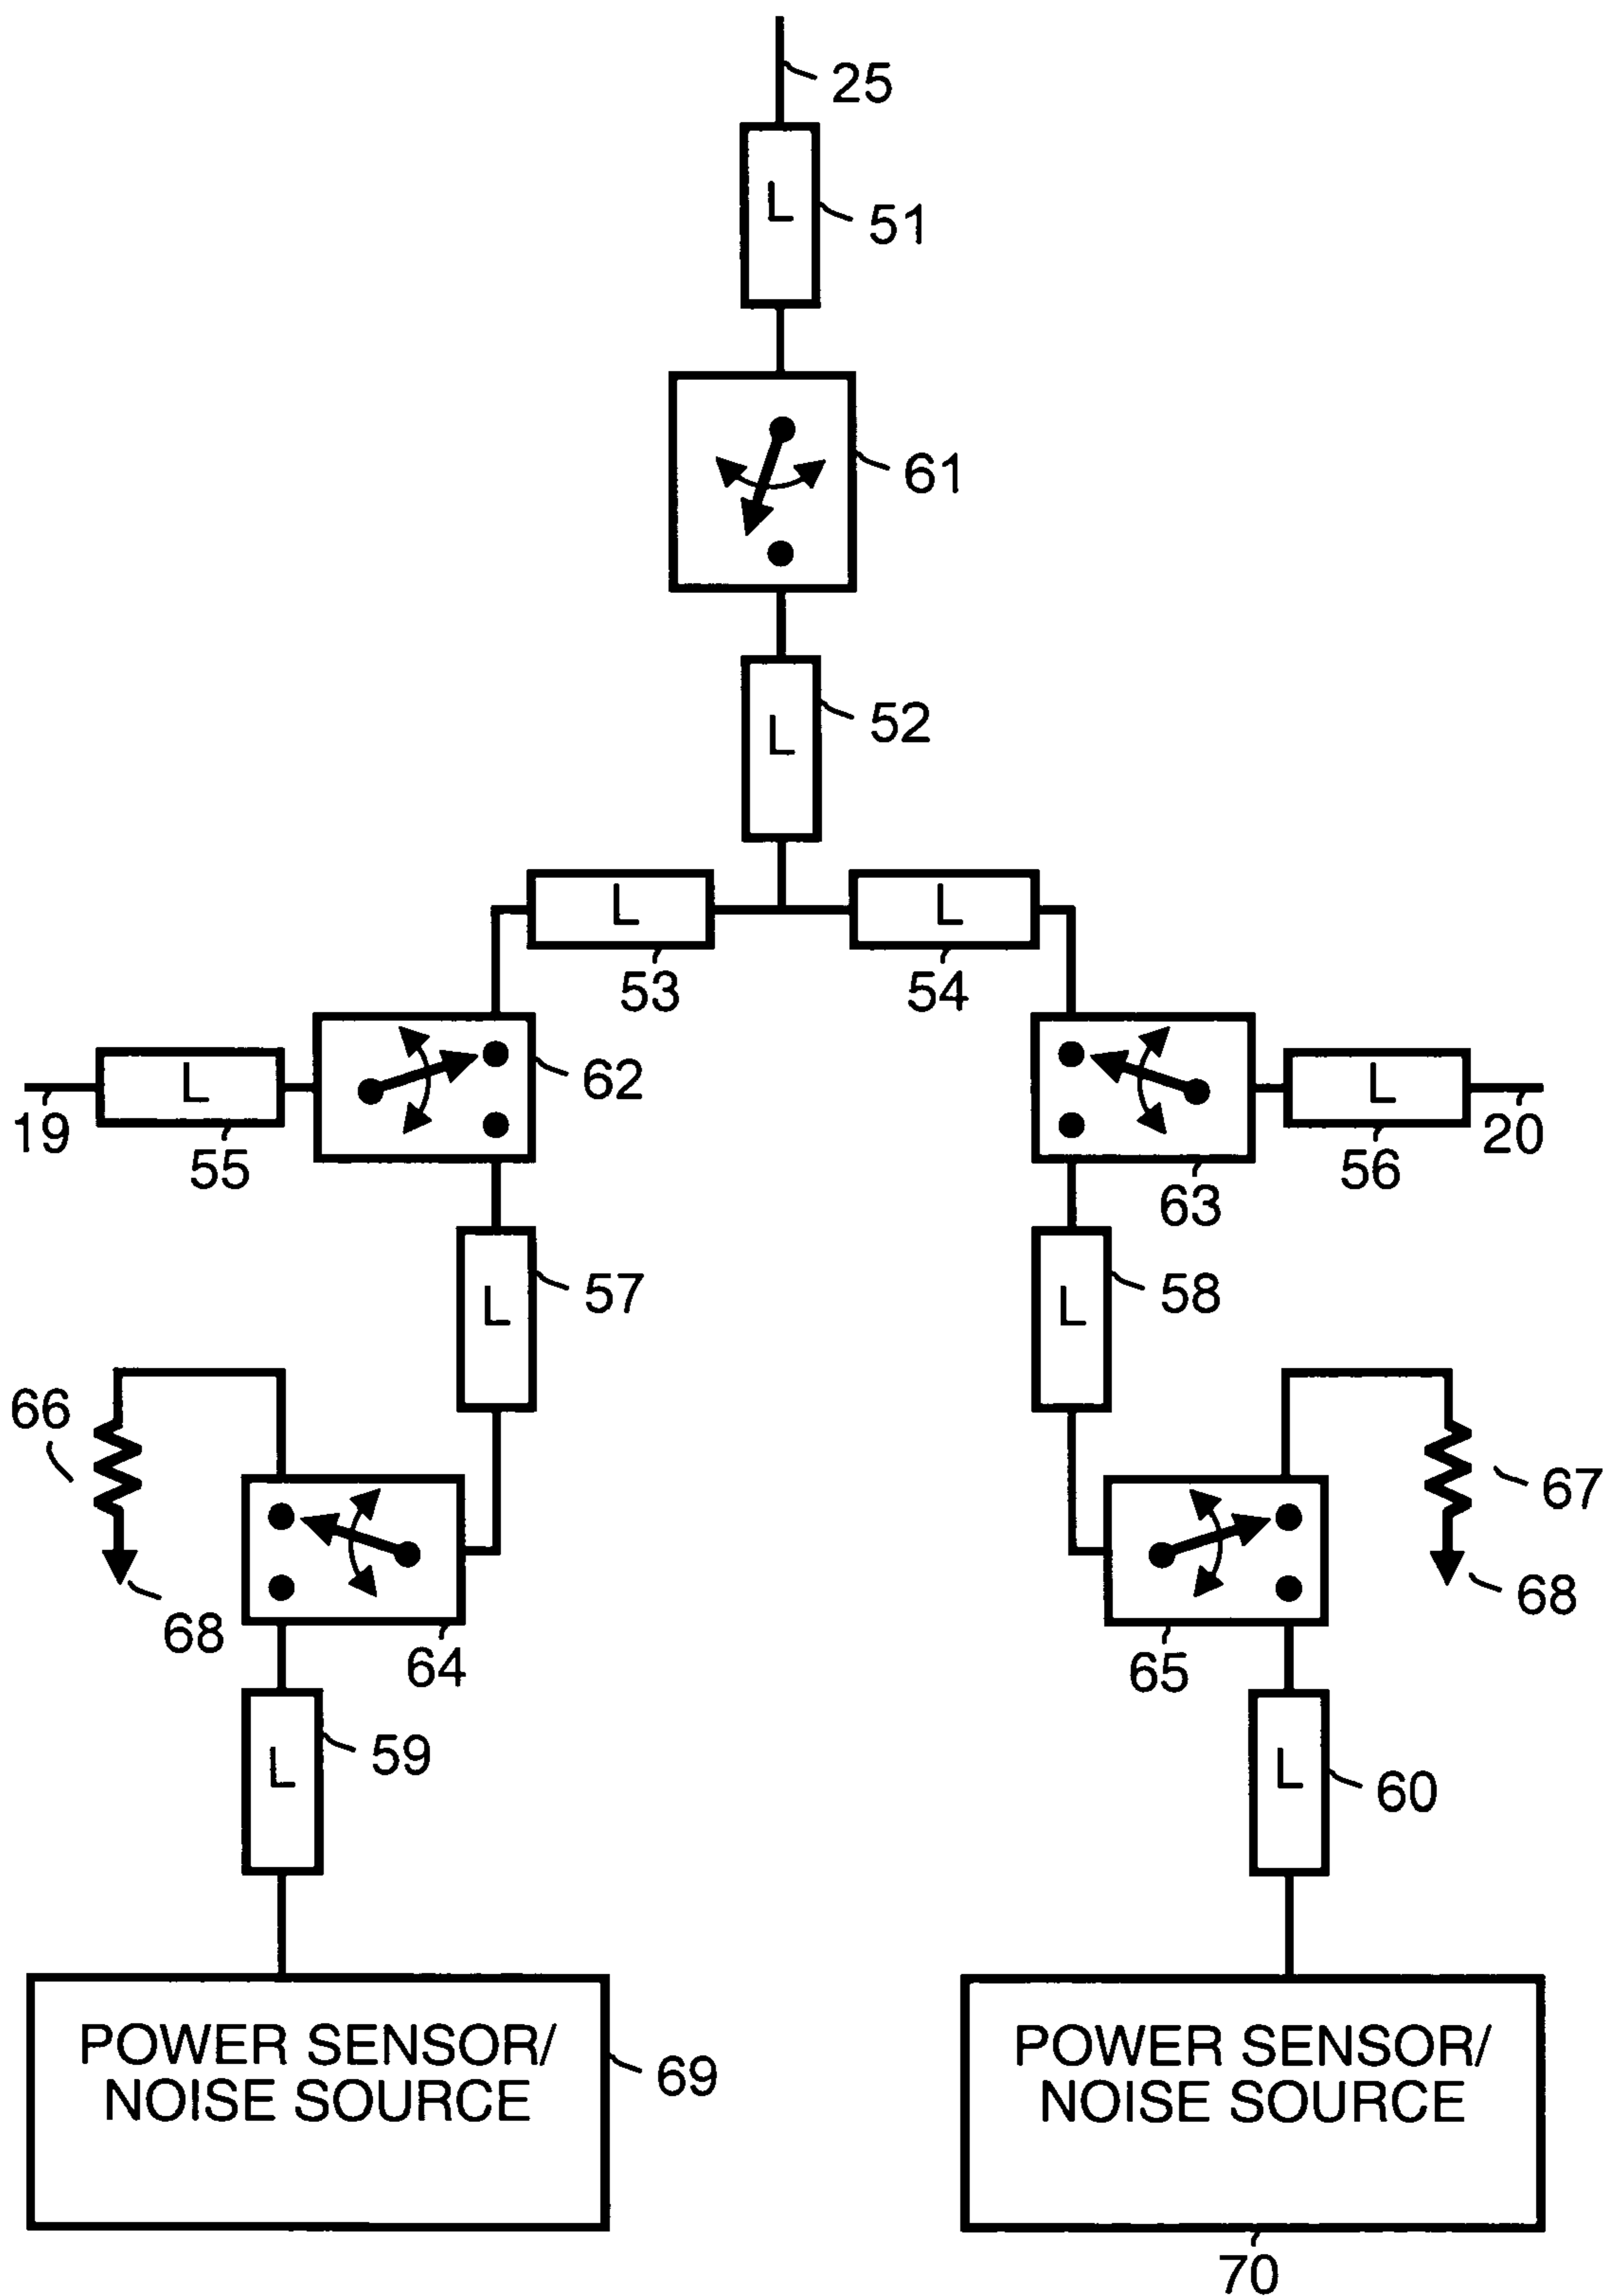 25
L
51
61
L
52
L
L
53
54
62
L
L
19
20
55
56
63
L
57
L
58
66
67
68
68
64
65
L
59
L
60
POWER SENSOR/
NOISE SOURCE
69
POWER SENSOR/
NOISE SOURCE
70